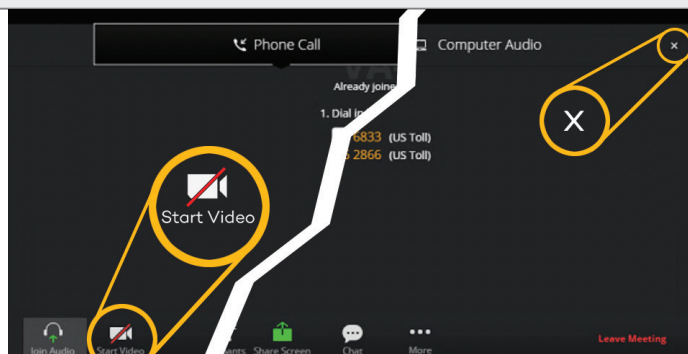 Phone Call
Computer Audio
x
Already joine
1. Dial in
X
6833 (US Toll)
2866 (US Toll)
Start Video
Join Audio
Start Video
ants
Share Screen
Chat
More
Leave Meeting